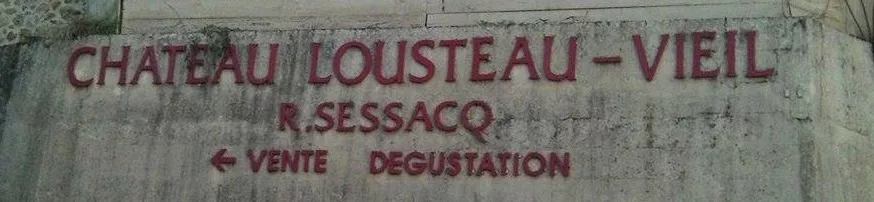 CHATEAU LOUSTEAU-VIEIL
R.SESSACQ
← VENTE DEGUSTATION